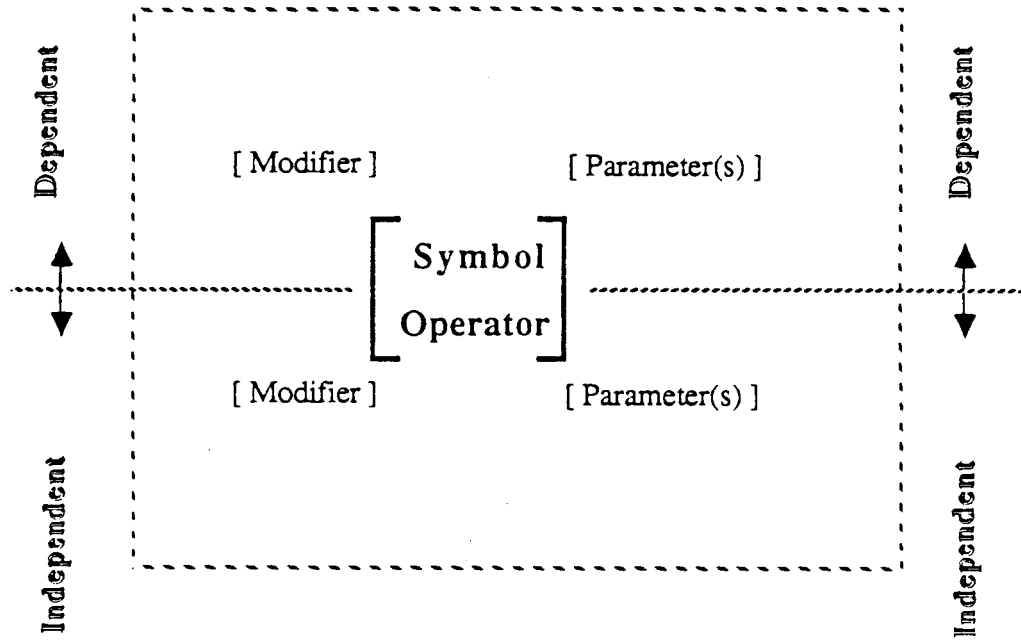 Dependent
Dependent
[ Modifier ] [ Parameter(s) ]
Symbol
Operator
[ Modifier ] [ Parameter(s) ]
Independent
Independent